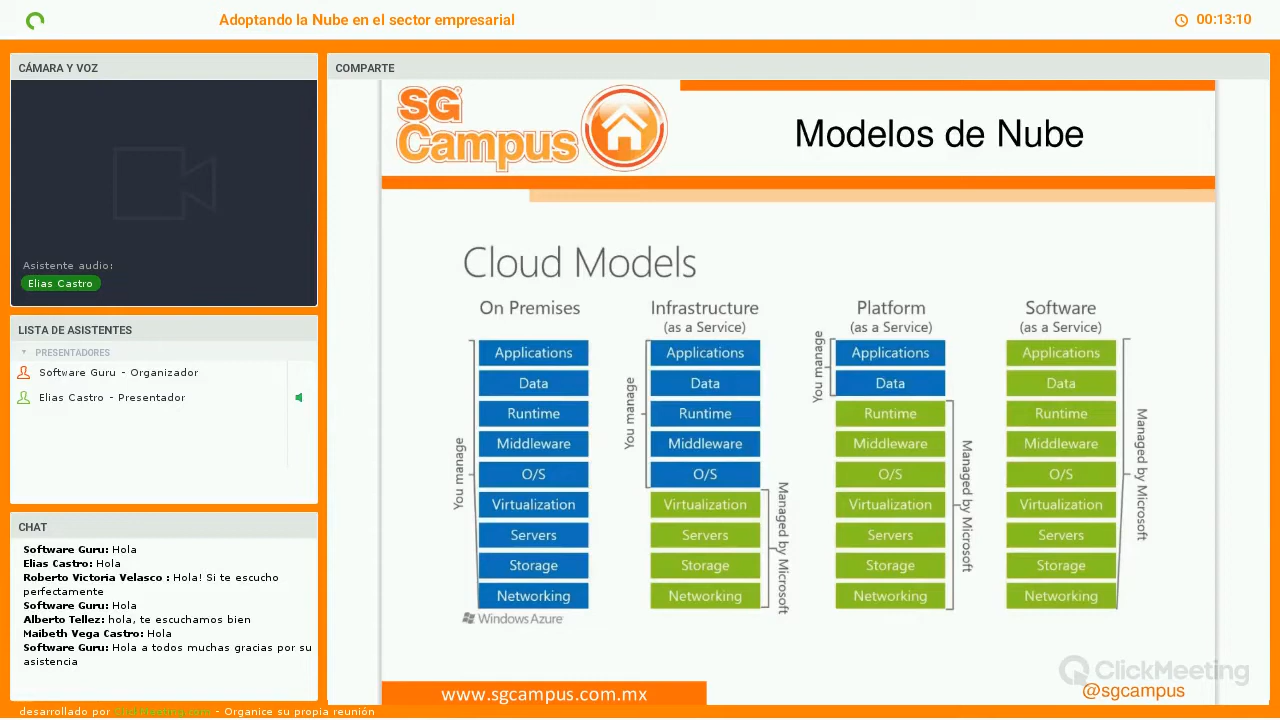 Adoptando la Nube en el sector empresarial
00:13:10
CÁMARA Y VOZ
Asistente audio:
Elias Castro
LISTA DE ASISTENTES
PRESENTADORES
Software Guru - Organizador
Elias Castro - Presentador
CHAT
Software Guru: Hola
Elias Castro: Hola
Roberto Victoria Velasco : Hola! Si te escucho
perfectamente
Software Guru: Hola
Alberto Tellez: hola, te escuchamos bien
Maibeth Vega Castro: Hola
Software Guru: Hola a todos muchas gracias por su
asistencia
COMPARTE
SG
Campus
Modelos de Nube
Cloud Models
On Premises
You manage
Applications
Data
Runtime
Middleware
O/S
Virtualization
Servers
Storage
Networking
Windows Azure
Infrastructure
(as a Service)
You manage
Applications
Data
Runtime
Middleware
O/S
Virtualization
Servers
Storage
Networking
Managed by Microsoft
Platform
(as a Service)
You manage
Applications
Data
Runtime
Middleware
O/S
Virtualization
Servers
Storage
Networking
Managed by Microsoft
Software
(as a Service)
Applications
Data
Runtime
Middleware
O/S
Virtualization
Servers
Storage
Networking
Managed by Microsoft
ClickMeeting
www.sgcampus.com.mx
@sgcampus
desarrollado por ClickMeeting.com - Organice su propia reunión